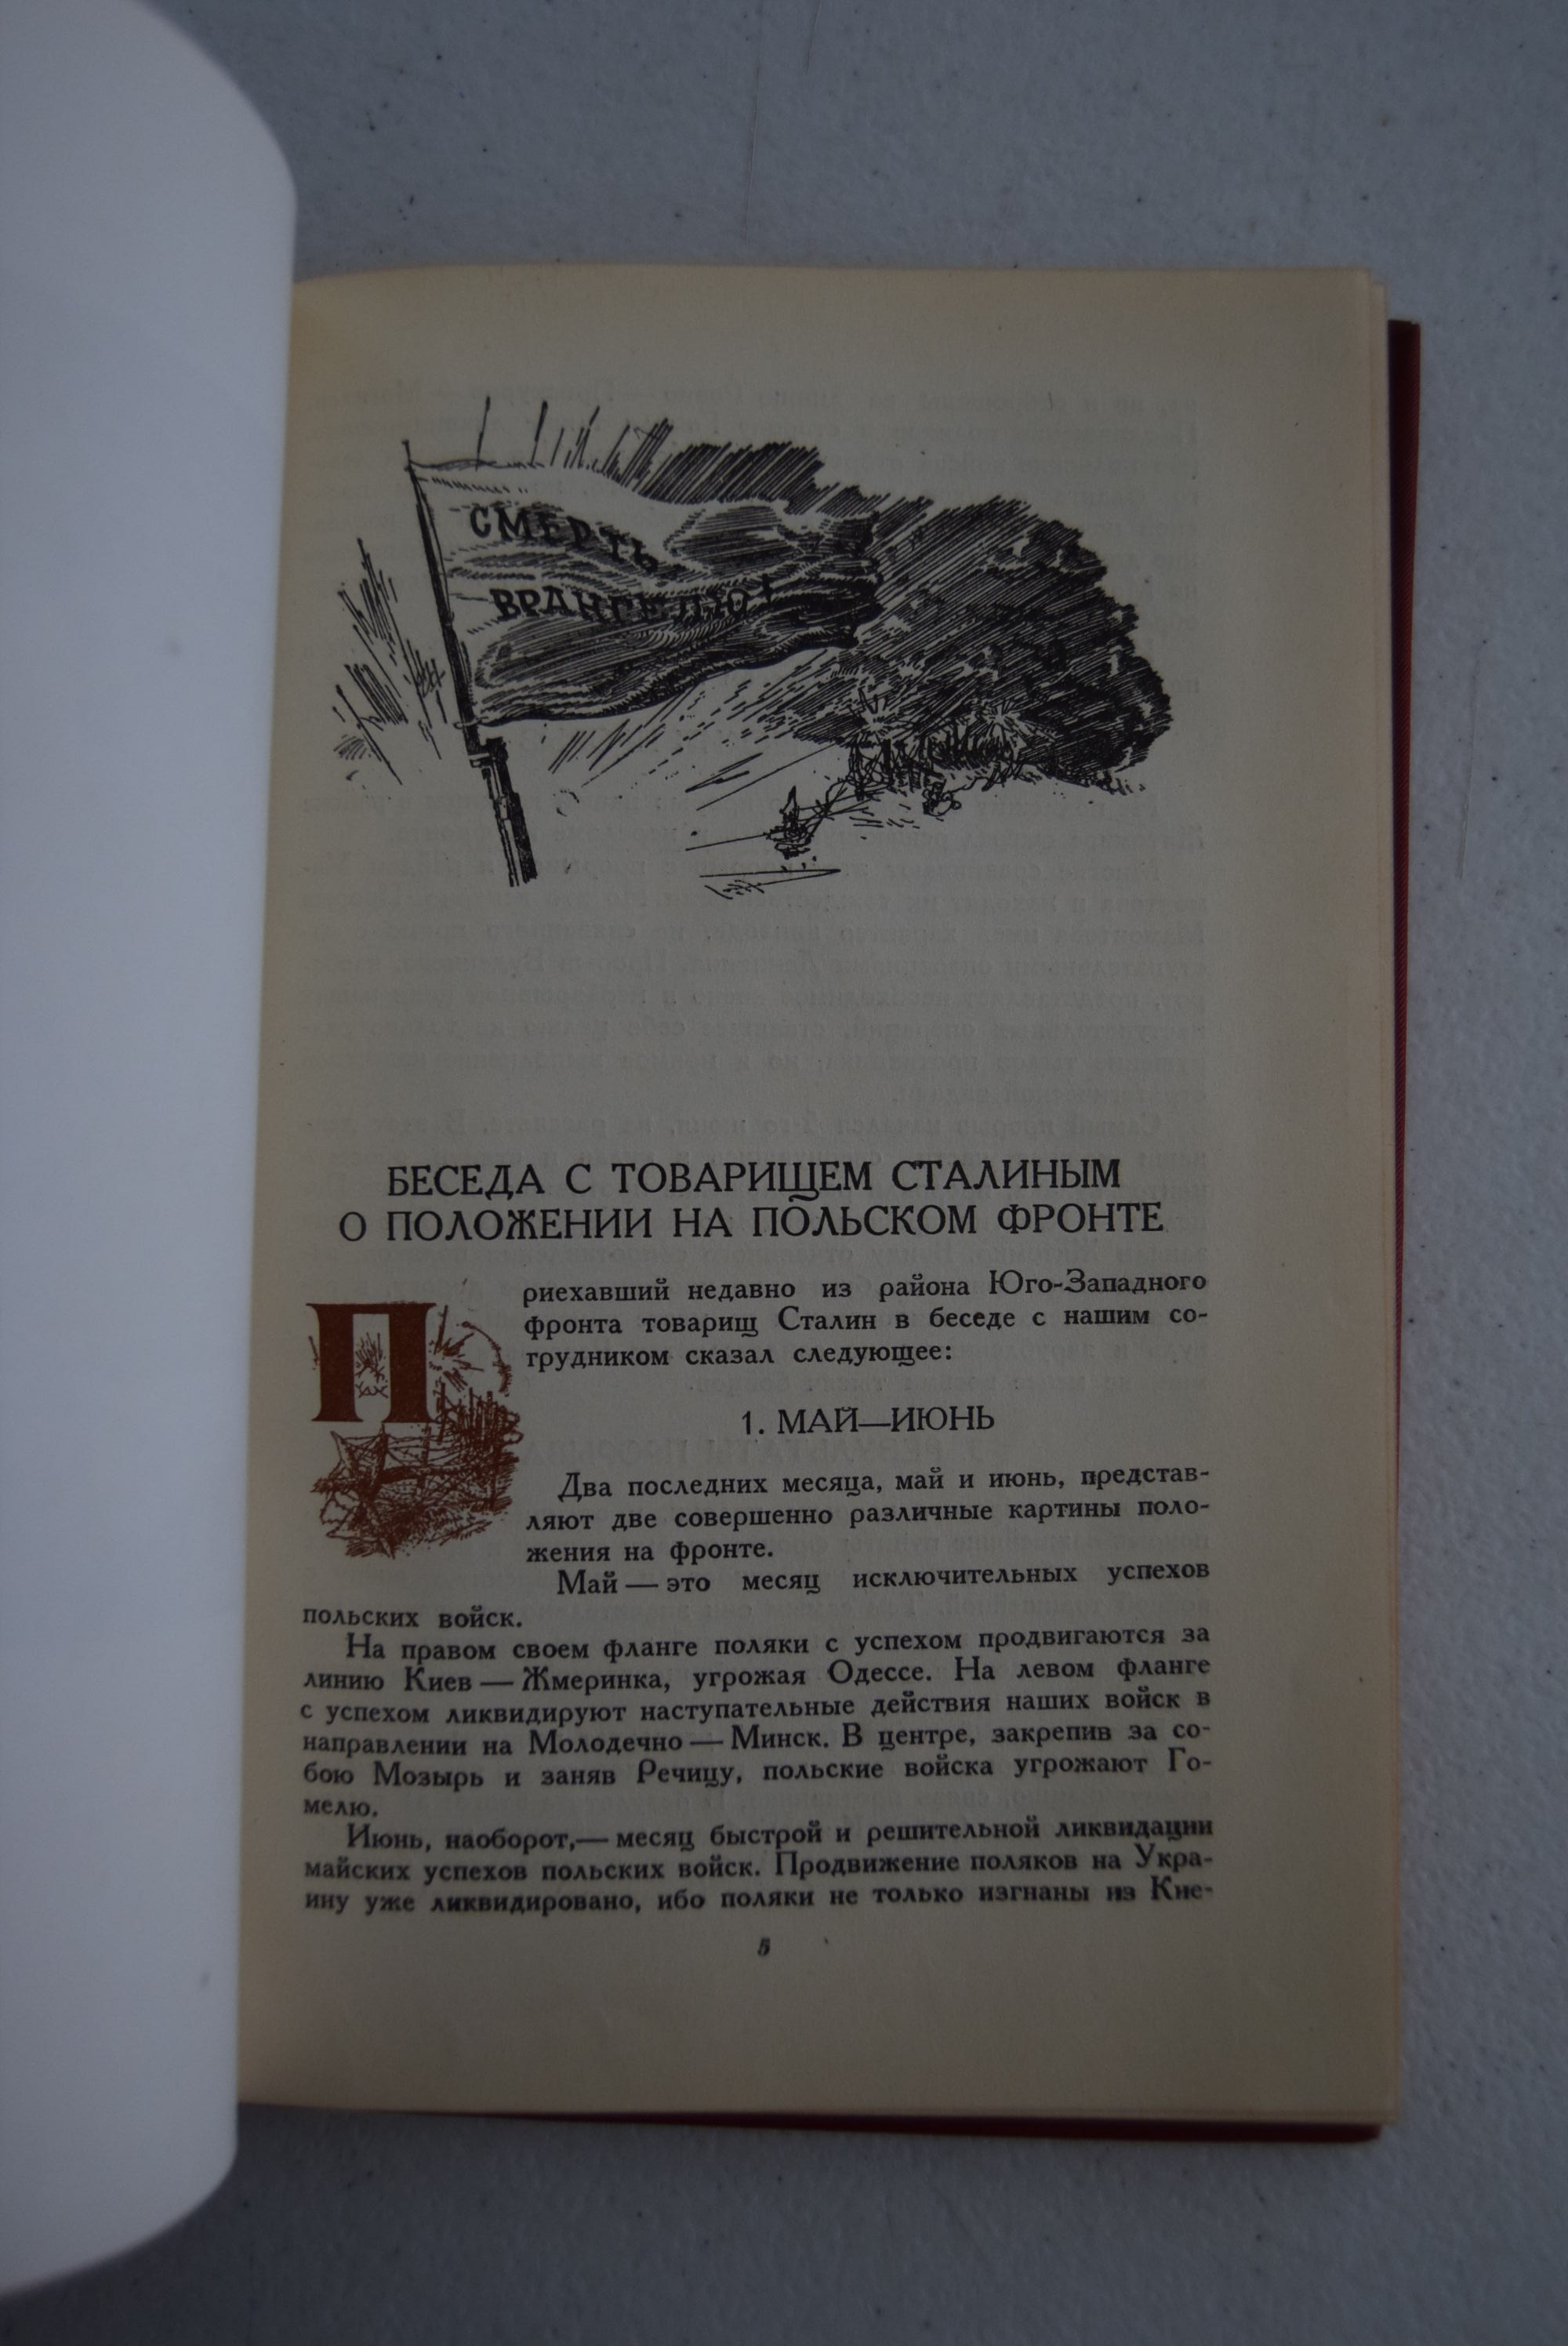 СМЕРТЬ
ВРАНГЕЛЮ!
БЕСЕДА С ТОВАРИЩЕМ СТАЛИНЫМ
О ПОЛОЖЕНИИ НА ПОЛЬСКОМ ФРОНТЕ
Приехавший недавно из района Юго-Западного
фронта товарищ Сталин в беседе с нашим со-
трудником сказал следующее:
1. МАЙ—ИЮНЬ
Два последних месяца, май и июнь, представ-
ляют две совершенно различные картины поло-
жения на фронте.
Май — это месяц исключительных успехов
польских войск.
На правом своем фланге поляки с успехом продвигаются за
линию Киев — Жмеринка, угрожая Одессе. На левом фланге
с успехом ликвидируют наступательные действия наших войск в
направлении на Молодечно — Минск. В центре, закрепив за со-
бою Мозырь и заняв Речицу, польские войска угрожают Го-
мелю.
Июнь, наоборот,— месяц быстрой и решительной ликвидации
майских успехов польских войск. Продвижение поляков на Укра-
ину уже ликвидировано, ибо поляки не только изгнаны из Кие-
5